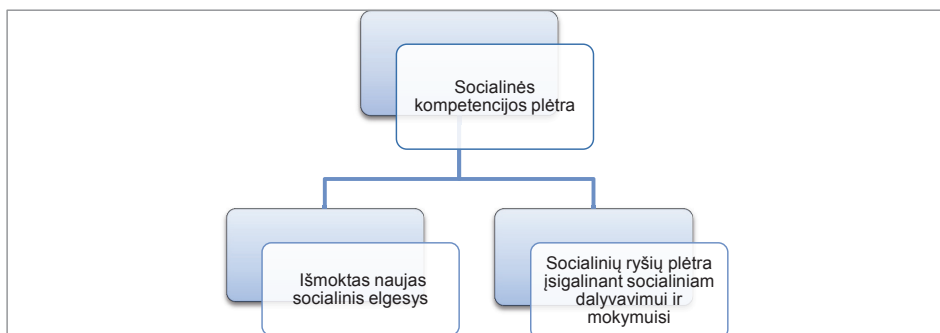 Socialinės
kompetencijos plėtra
Išmoktas naujas
socialinis elgesys
Socialinių ryšių plėtra
įsigalinant socialiniam
dalyvavimui ir
mokymuisi